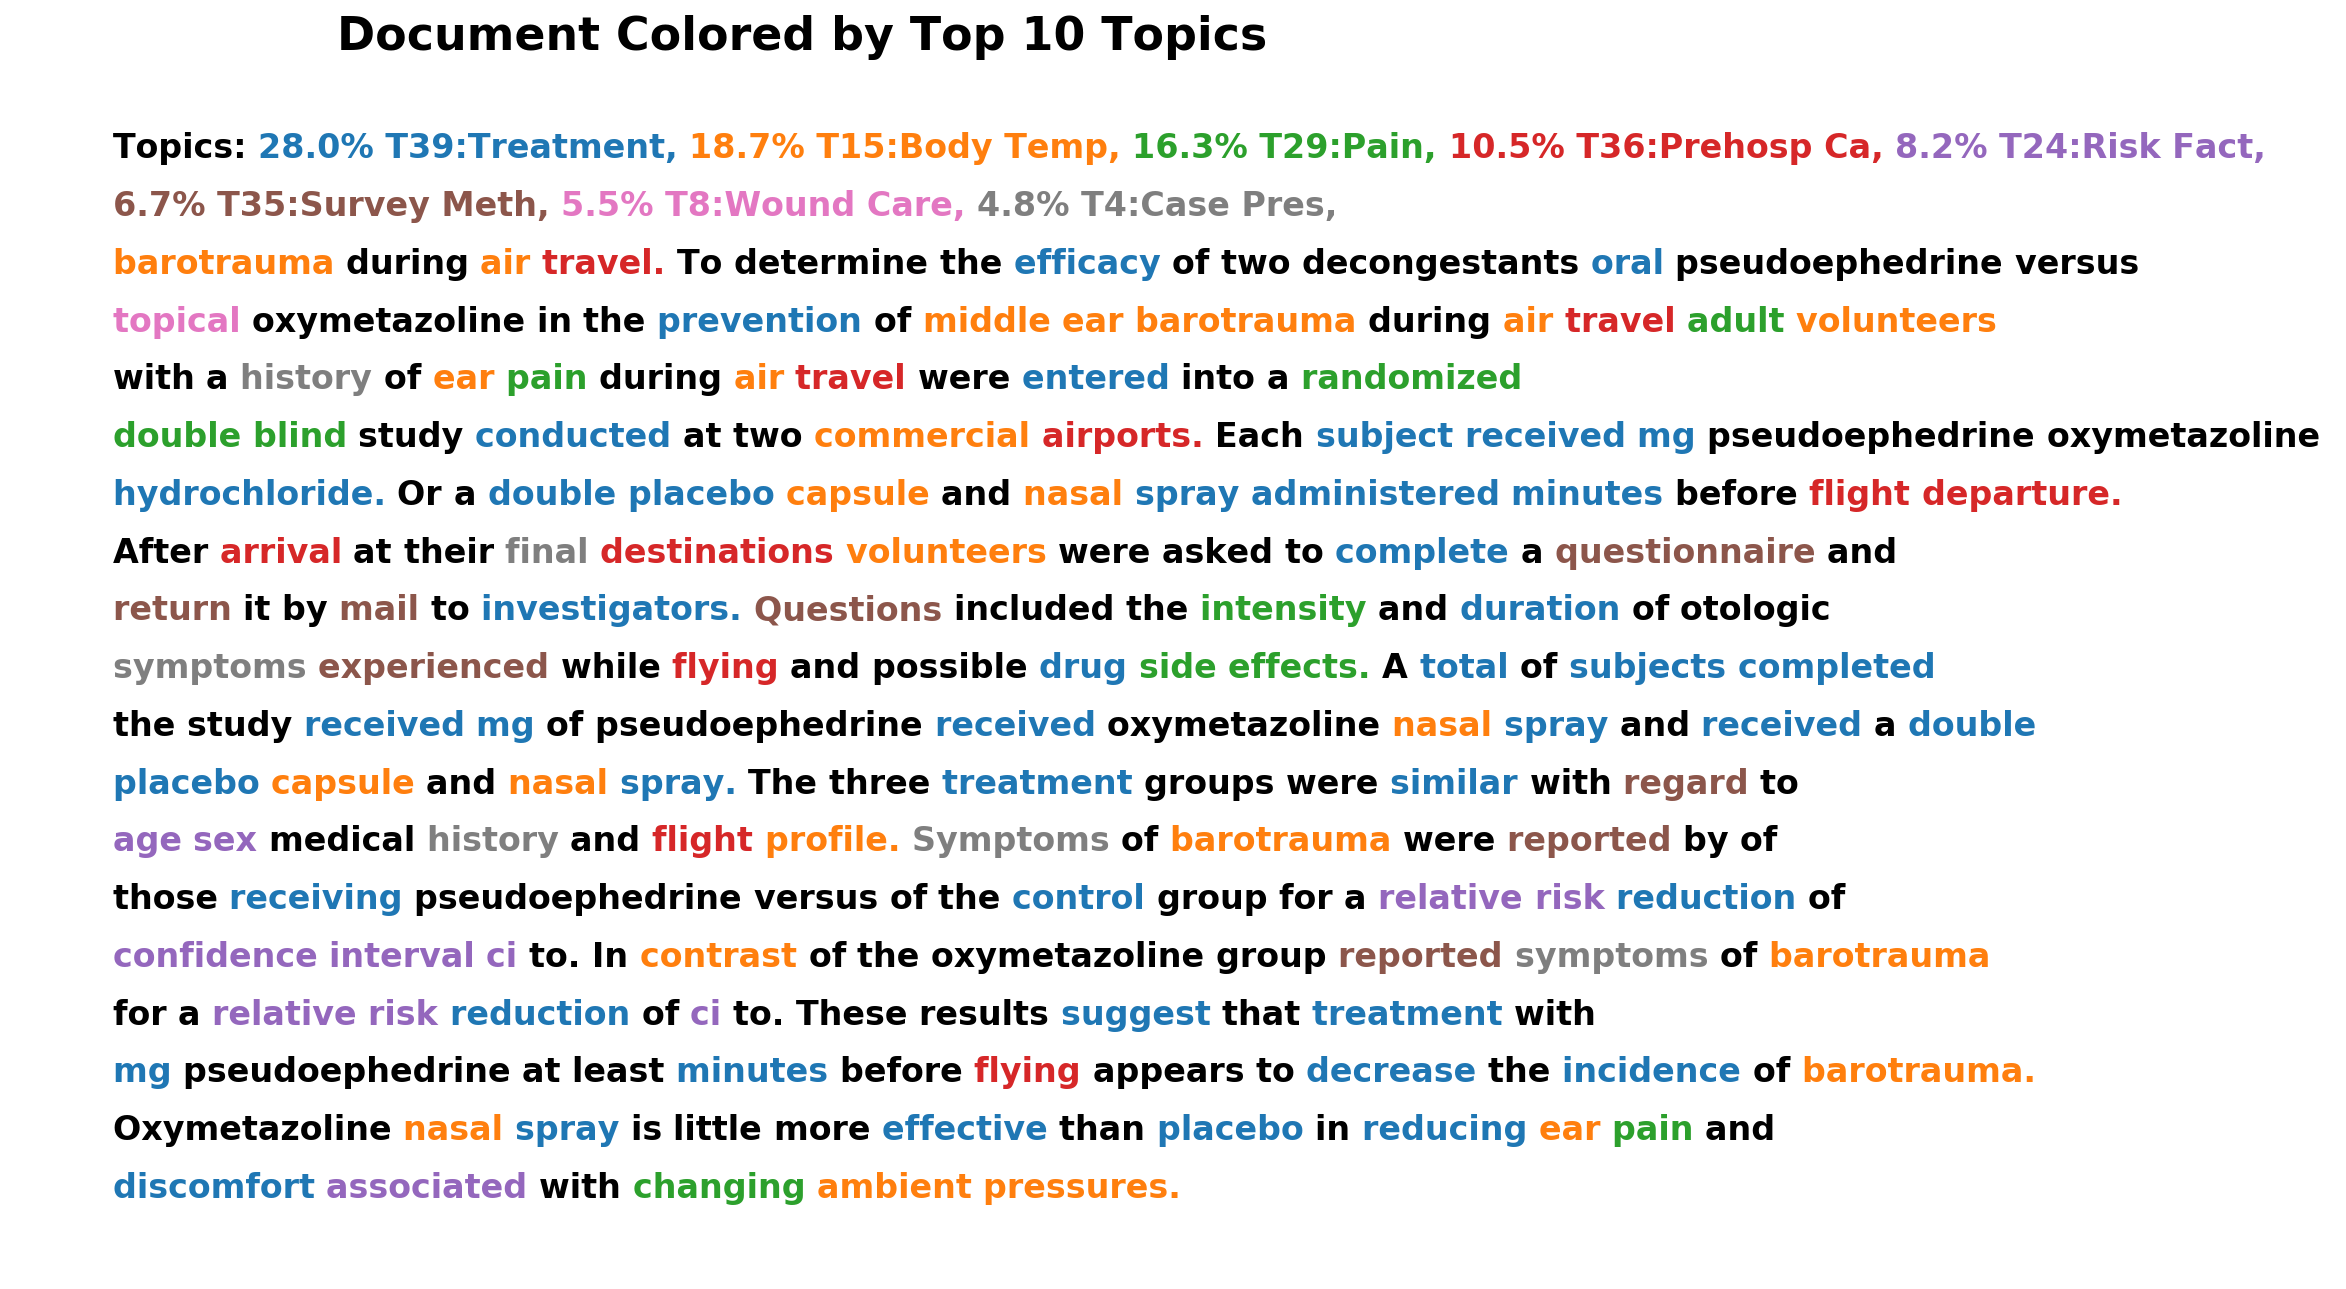 Document Colored by Top 10 Topics
Topics: 28.0% T39:Treatment, 18.7% T15:Body Temp, 16.3% T29:Pain, 10.5% T36:Prehosp Ca, 8.2% T24:Risk Fact,
6.7% T35:Survey Meth, 5.5% T8:Wound Care, 4.8% T4:Case Pres,
barotrauma during air travel. To determine the efficacy of two decongestants oral pseudoephedrine versus
topical oxymetazoline in the prevention of middle ear barotrauma during air travel adult volunteers
with a history of ear pain during air travel were entered into a randomized
double blind study conducted at two commercial airports. Each subject received mg pseudoephedrine oxymetazoline
hydrochloride. Or a double placebo capsule and nasal spray administered minutes before flight departure.
After arrival at their final destinations volunteers were asked to complete a questionnaire and
return it by mail to investigators. Questions included the intensity and duration of otologic
symptoms experienced while flying and possible drug side effects. A total of subjects completed
the study received mg of pseudoephedrine received oxymetazoline nasal spray and received a double
placebo capsule and nasal spray. The three treatment groups were similar with regard to
age sex medical history and flight profile. Symptoms of barotrauma were reported by of
those receiving pseudoephedrine versus of the control group for a relative risk reduction of
confidence interval ci to. In contrast of the oxymetazoline group reported symptoms of barotrauma
for a relative risk reduction of ci to. These results suggest that treatment with
mg pseudoephedrine at least minutes before flying appears to decrease the incidence of barotrauma.
Oxymetazoline nasal spray is little more effective than placebo in reducing ear pain and
discomfort associated with changing ambient pressures.